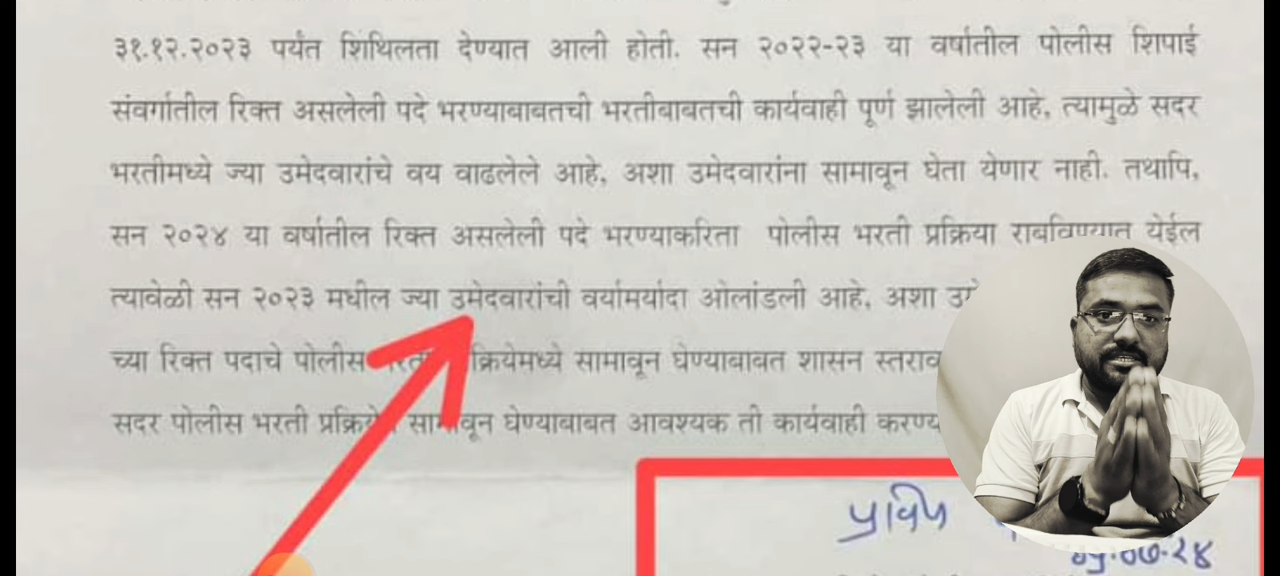 ३१.१२.२०२३ पर्यंत शिथिलता देण्यात आली होती. सन २०२२-२३ या वर्षातील पोलीस शिपाई
संवर्गातील रिक्त असलेली पदे भरण्याबाबतची भरतीबाबतची कार्यवाही पूर्ण झालेली आहे, त्यामुळे सदर
भरतीमध्ये ज्या उमेदवारांचे वय वाढलेले आहे, अशा उमेदवारांना सामावून घेता येणार नाही. तथापि,
सन २०२४ या वर्षातील रिक्त असलेली पदे भरण्याकरिता पोलीस भरती प्रक्रिया राबविण्यात येईल
त्यावेळी सन २०२३ मधील ज्या उमेदवारांची वर्यामर्यादा ओलांडली आहे, अशा
च्या रिक्त पदाचे पोलीस सामावून घेण्याबाबत शासन
सदर पोलीस भरती सामावून घेण्याबाबत आवश्यक ती कार्यवाही